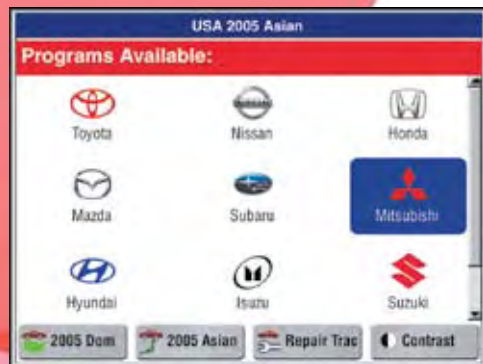 USA 2005 Asian
Programs Available:
Toyota
Nissan
Honda
Mazda
Subaru
Mitsubishi
Hyundai
Isuzu
Suzuki
2005 Dom
2005 Asian
Repair Trac
Contrast